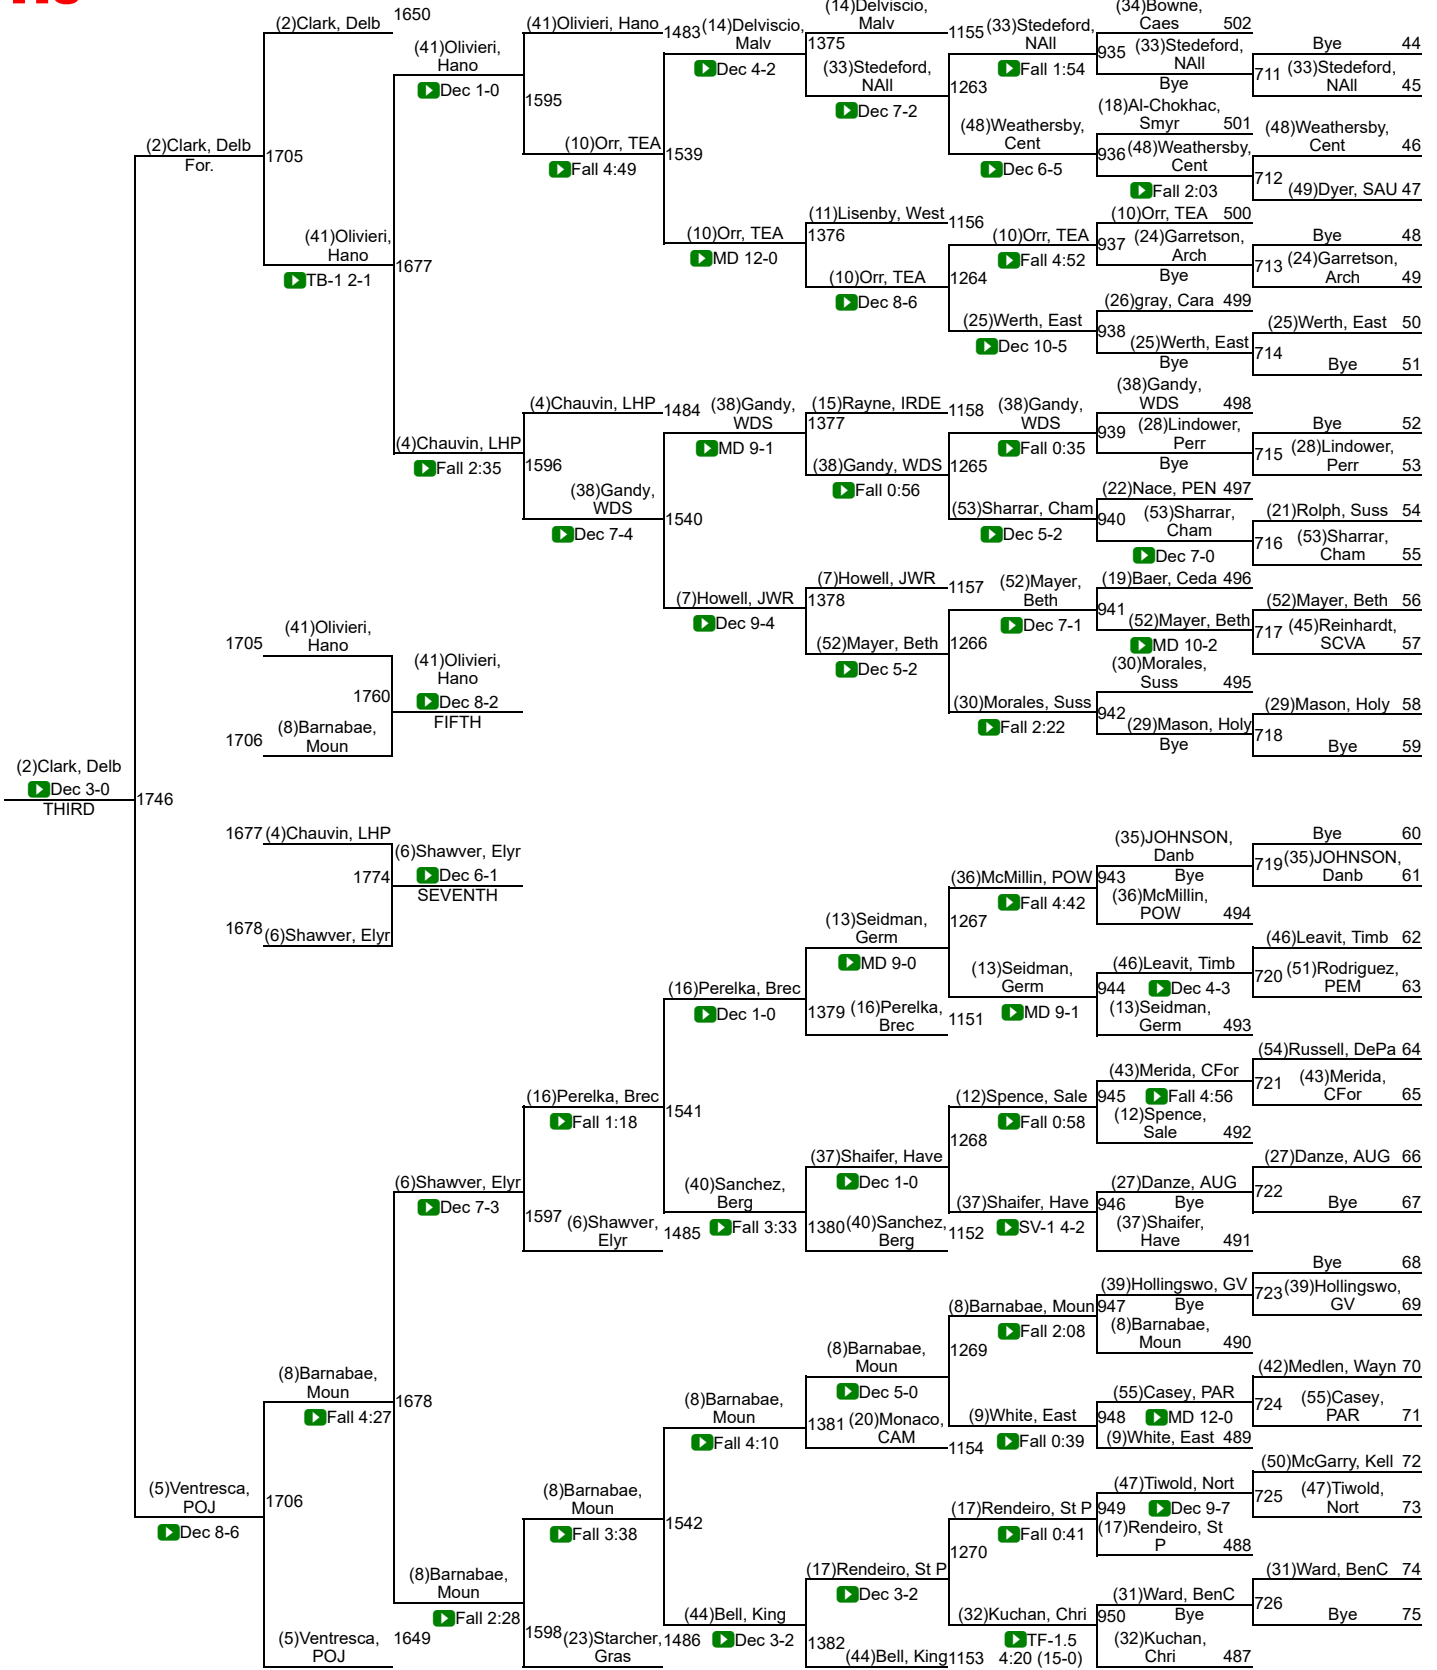 (2)Clark, Delb
1650
(41)Olivieri,
Hano
Dec 1-0
(41)Olivieri, Hano
1483
(14)Delviscio,
Malv
Dec 4-2
(14)Delviscio,
Malv
1155
1375
(33)Stedeford,
NAll
Dec 7-2
(33)Stedeford,
NAll
Fall 1:54
1263
(34)Bowne,
Caes 502
935
(33)Stedeford,
NAll
Bye
Bye 44
711
(33)Stedeford,
NAll 45
(48)Weathersby,
Cent
Dec 6-5
(18)Al-Chokhac,
Smyr 501
936
(48)Weathersby,
Cent
Fall 2:03
(48)Weathersby,
Cent 46
712
(49)Dyer, SAU 47
(2)Clark, Delb
For.
1705
1595
(10)Orr, TEA
Fall 4:49
1539
(10)Orr, TEA
MD 12-0
(11)Lisenby, West
1156
1376
(10)Orr, TEA
Dec 8-6
(10)Orr, TEA
Fall 4:52
1264
(10)Orr, TEA 500
937
(24)Garretson,
Arch
Bye
Bye 48
713
(24)Garretson,
Arch 49
(41)Olivieri,
Hano
TB-1 2-1
1677
(25)Werth, East
Dec 10-5
(26)gray, Cara 499
938
(25)Werth, East
Bye
(25)Werth, East 50
714
Bye 51
(4)Chauvin, LHP
Fall 2:35
(4)Chauvin, LHP
1484
1596
(38)Gandy,
WDS
Dec 7-4
(38)Gandy,
WDS
MD 9-1
1540
(15)Rayne, IRDE
1158
1377
(38)Gandy, WDS
Fall 0:56
(38)Gandy,
WDS
Fall 0:35
1265
(38)Gandy,
WDS 498
939
(28)Lindower,
Perr
Bye
Bye 52
715
(28)Lindower,
Perr 53
(53)Sharrar, Cham
Dec 5-2
(22)Nace, PEN 497
940
(53)Sharrar,
Cham
Dec 7-0
(21)Rolph, Suss 54
716
(53)Sharrar,
Cham 55
(7)Howell, JWR
Dec 9-4
(7)Howell, JWR
1157
1378
(52)Mayer, Beth
Dec 5-2
(52)Mayer,
Beth
Dec 7-1
1266
(19)Baer, Ceda 496
941
(52)Mayer, Beth
MD 10-2
(52)Mayer, Beth 56
717
(45)Reinhardt,
SCVA 57
(30)Morales, Suss
Fall 2:22
(30)Morales,
Suss 495
942
(29)Mason, Holy
Bye
(29)Mason, Holy 58
718
Bye 59
1705
(41)Olivieri,
Hano
1760
1706
(8)Barnabae,
Moun
(41)Olivieri,
Hano
Dec 8-2
FIFTH
(2)Clark, Delb
Dec 3-0
THIRD
1746
1677
(4)Chauvin, LHP
1774
1678
(6)Shawver, Elyr
(6)Shawver, Elyr
Dec 6-1
SEVENTH
(36)McMillin, POW
Fall 4:42
1267
(35)JOHNSON,
Danb
943
Bye
(36)McMillin,
POW 494
Bye 60
719
(35)JOHNSON,
Danb 61
(13)Seidman,
Germ
MD 9-0
(13)Seidman,
Germ
MD 9-1
(46)Leavit, Timb
944
Dec 4-3
(13)Seidman,
Germ 493
(46)Leavit, Timb 62
720
(51)Rodriguez,
PEM 63
(16)Perelka, Brec
Dec 1-0
1379
(16)Perelka,
Brec
1151
(16)Perelka, Brec
Fall 1:18
1541
(12)Spence, Sale
Fall 0:58
1268
(43)Merida, CFor
945
Fall 4:56
(12)Spence,
Sale 492
(54)Russell, DePa 64
721
(43)Merida,
CFor 65
(6)Shawver, Elyr
Dec 7-3
1597
(6)Shawver,
Elyr
1485
(40)Sanchez,
Berg
Fall 3:33
(37)Shaifer, Have
Dec 1-0
1380
(40)Sanchez,
Berg
1152
(37)Shaifer, Have
SV-1 4-2
(27)Danze, AUG
946
Bye
(37)Shaifer,
Have 491
(27)Danze, AUG 66
722
Bye 67
(8)Barnabae, Moun
Fall 2:08
1269
(39)Hollingswo, GV
947
Bye
(8)Barnabae,
Moun 490
Bye 68
723
(39)Hollingswo,
GV 69
(8)Barnabae,
Moun
Fall 4:27
1678
(8)Barnabae,
Moun
Fall 4:10
(8)Barnabae,
Moun
Dec 5-0
1381
(20)Monaco,
CAM
1154
(9)White, East
Fall 0:39
(55)Casey, PAR
948
MD 12-0
(9)White, East 489
(42)Medlen, Wayn 70
724
(55)Casey,
PAR 71
(5)Ventresca,
POJ
Dec 8-6
1706
(8)Barnabae,
Moun
Fall 3:38
1542
(17)Rendeiro, St P
Fall 0:41
1270
(47)Tiwold, Nort
949
Dec 9-7
(17)Rendeiro, St
P 488
(50)McGarry, Kell 72
725
(47)Tiwold,
Nort 73
(8)Barnabae,
Moun
Fall 2:28
1598
(23)Starcher,
Gras
1486
(44)Bell, King
Dec 3-2
(17)Rendeiro, St P
Dec 3-2
1382
(44)Bell, King
1153
(32)Kuchan, Chri
TF-1.5
4:20 (15-0)
(31)Ward, BenC
950
Bye
(32)Kuchan,
Chri 487
(31)Ward, BenC 74
726
Bye 75
(5)Ventresca,
POJ
1649